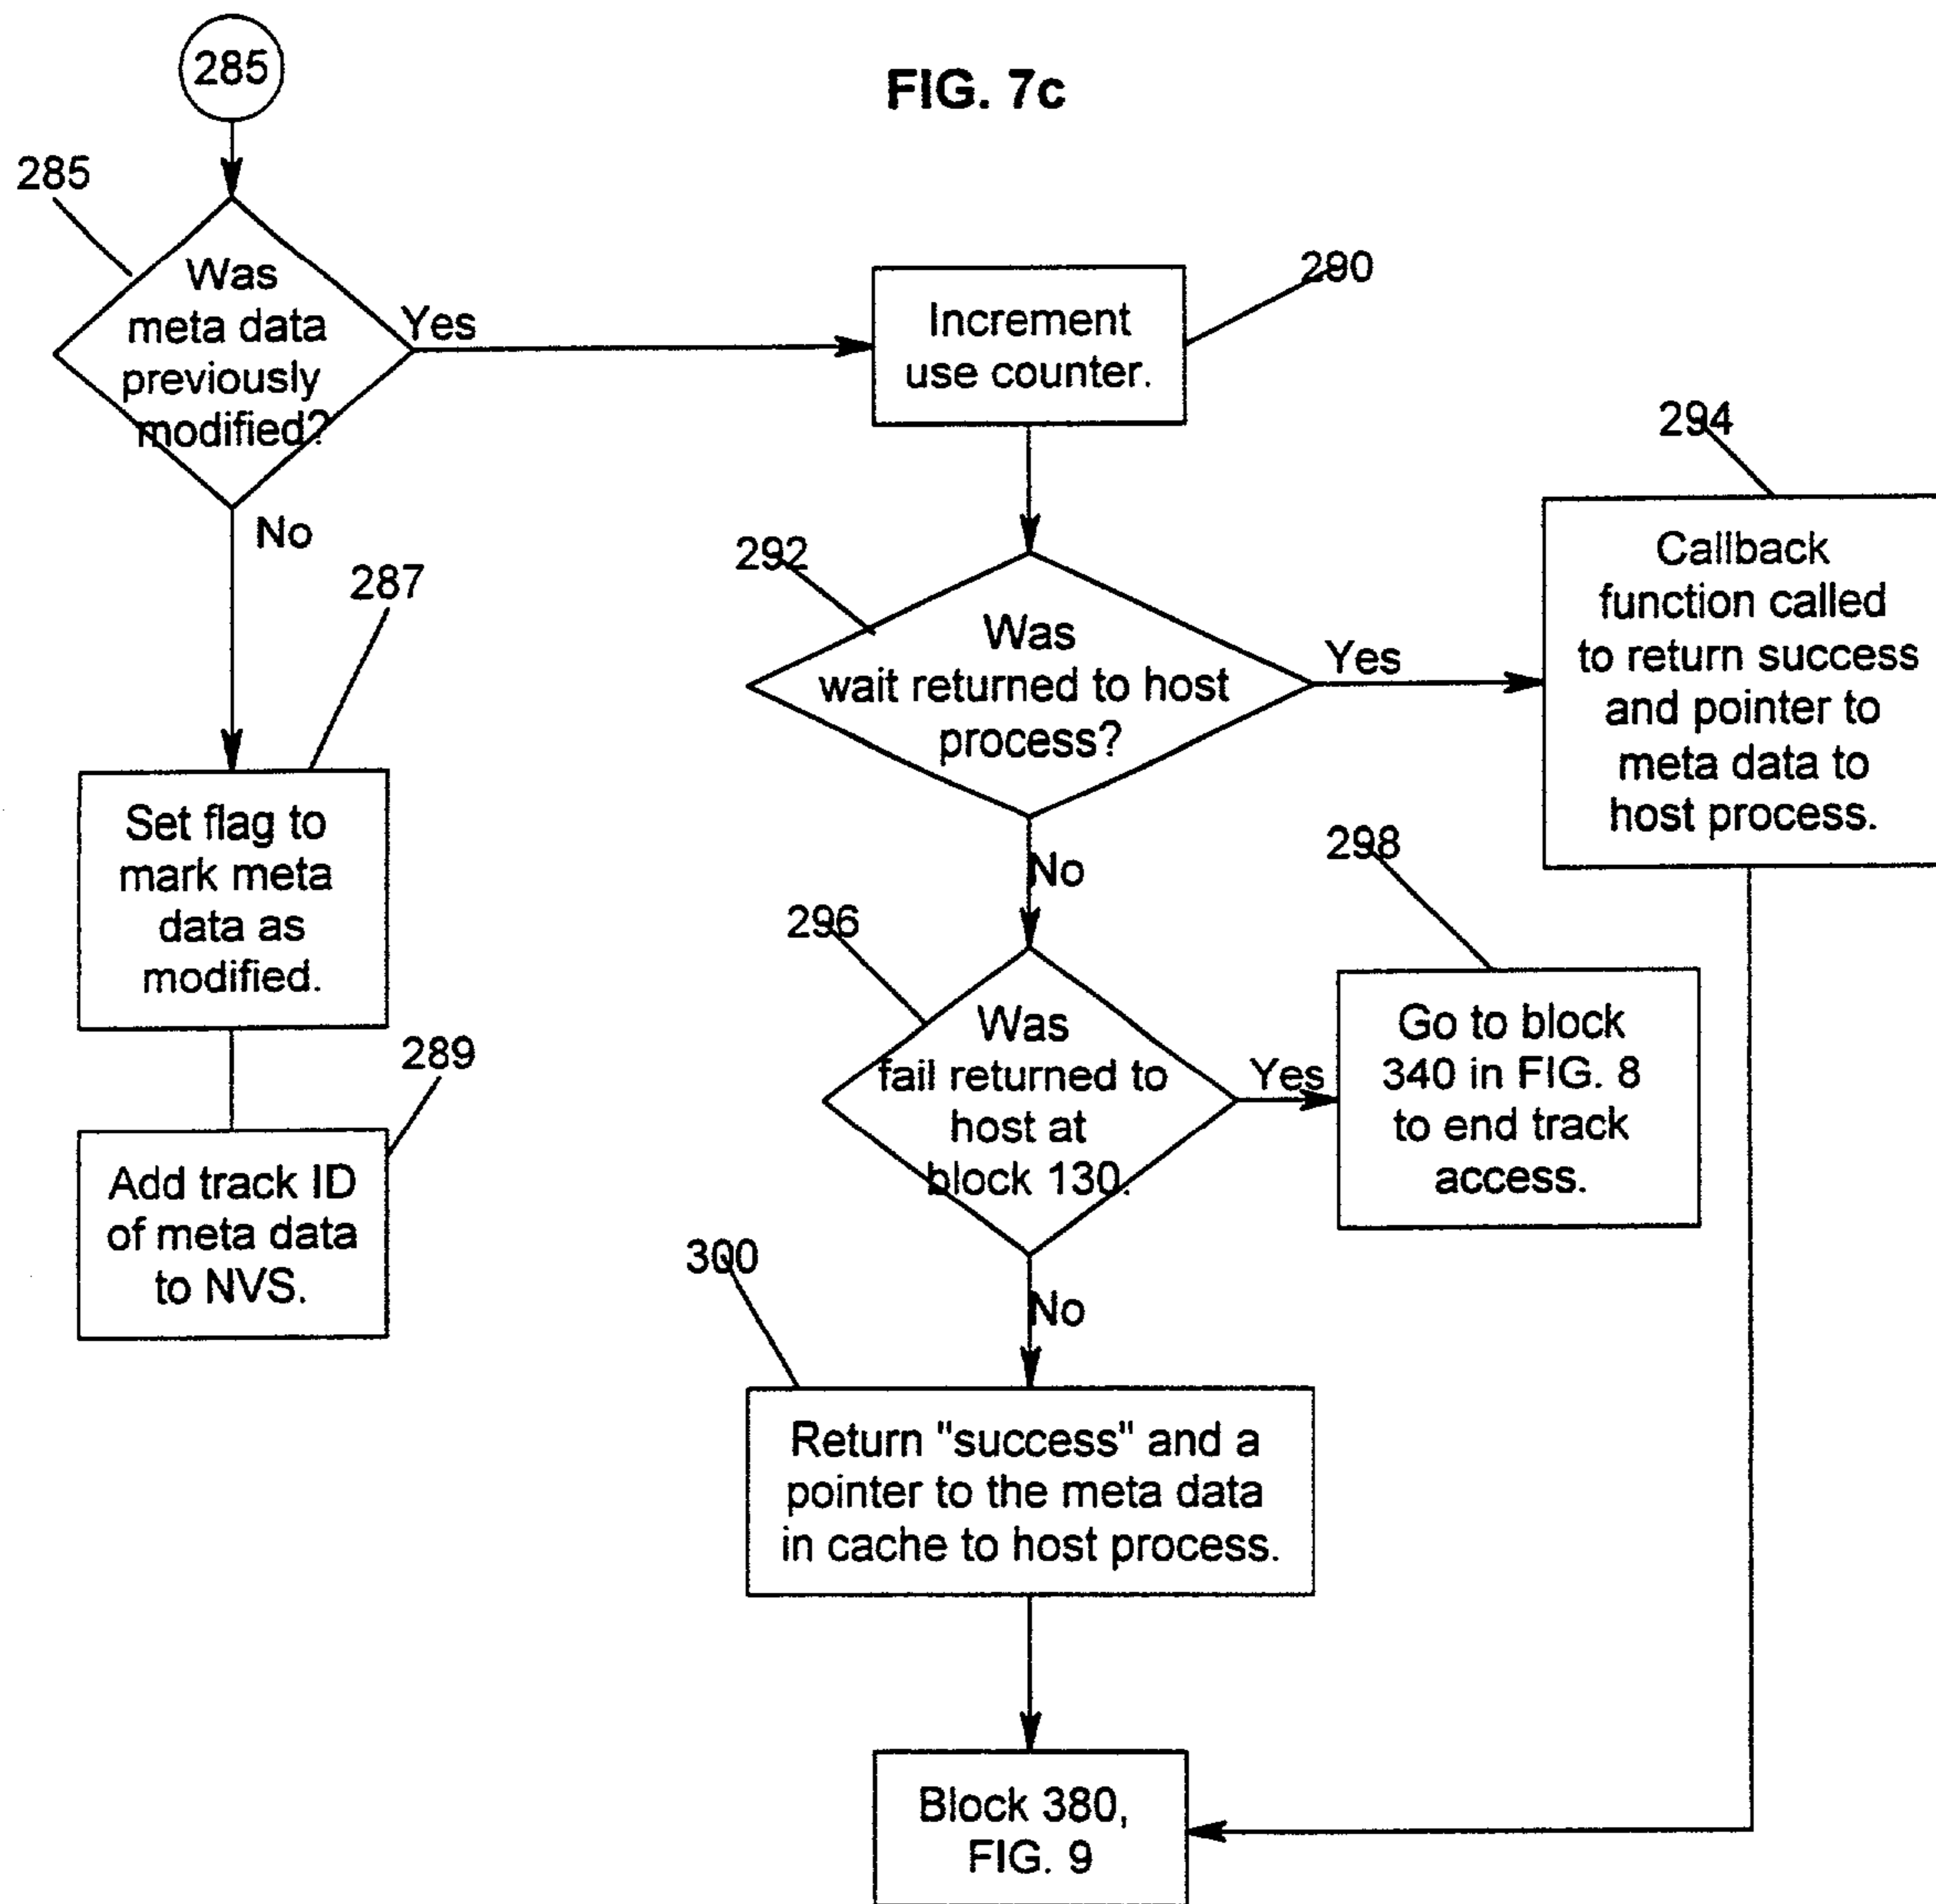 285
FIG. 7c
285
Was
meta data
previously
modified?
Yes
No
280
Increment
use counter.
287
Set flag to
mark meta
data as
modified.
289
Add track ID
of meta data
to NVS.
292
Was
wait returned to host
process?
Yes
No
294
Callback
function called
to return success
and pointer to
meta data to
host process.
296
Was
fail returned to
host at
block 130.
Yes
No
298
Go to block
340 in FIG. 8
to end track
access.
300
Return "success" and a
pointer to the meta data
in cache to host process.
Block 380,
FIG. 9